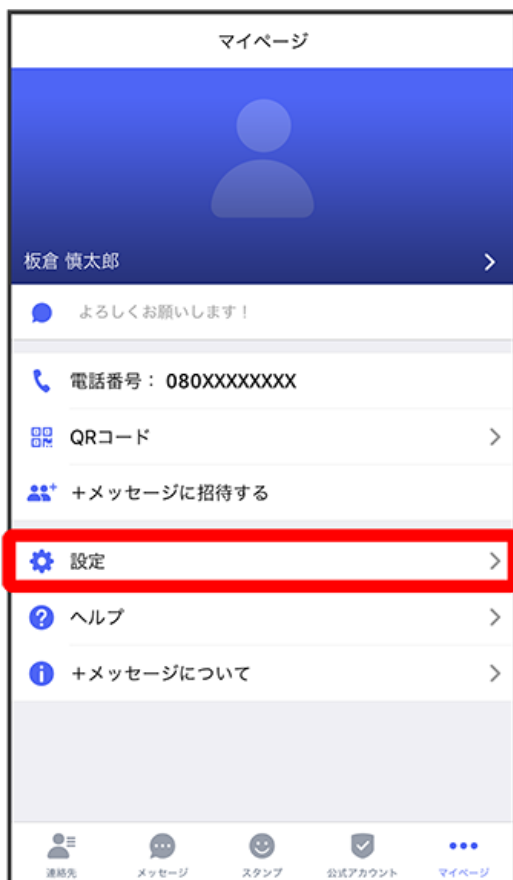 マイページ
板倉 慎太郎
よろしくお願いします！
電話番号： 080XXXXXXXX
QRコード
＋メッセージに招待する
設定
ヘルプ
＋メッセージについて
連絡先 メッセージ スタンプ 公式アカウント マイページ